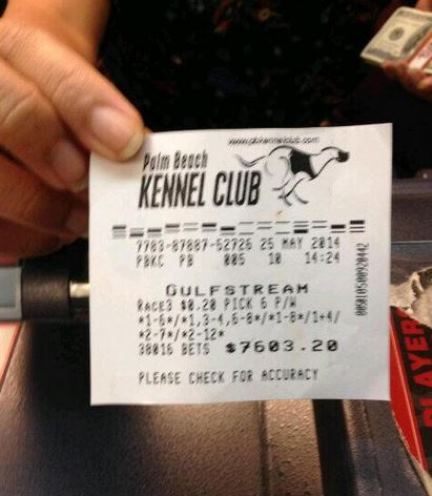 www.pbkennelclub.com
Palm Beach
KENNEL CLUB
7783-87887-52726 25 MAY 2014
PBKC PB 005 10 14:24
GULFSTREAM
RACE3 $0.20 PICK 6 P/W
*1-6*/*1,3-4,6-8*/*1-8*/1+4/
*2-7*/*2-12*
38016 BETS $7603.20
PLEASE CHECK FOR ACCURACY
PLAYER